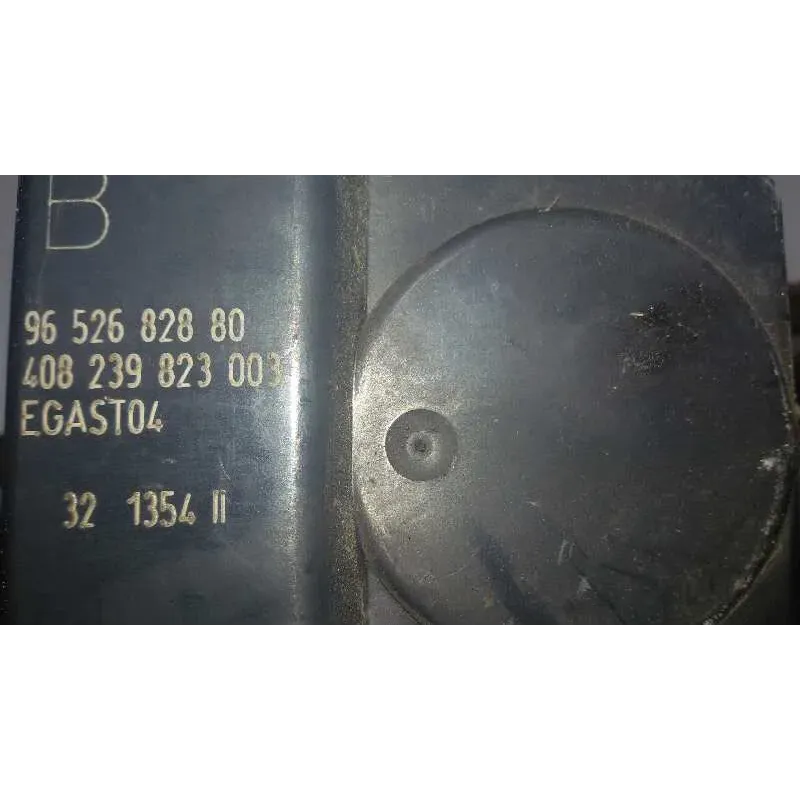 B
96 526 828 80
408 239 823 003
EGAST04
32 1354 II